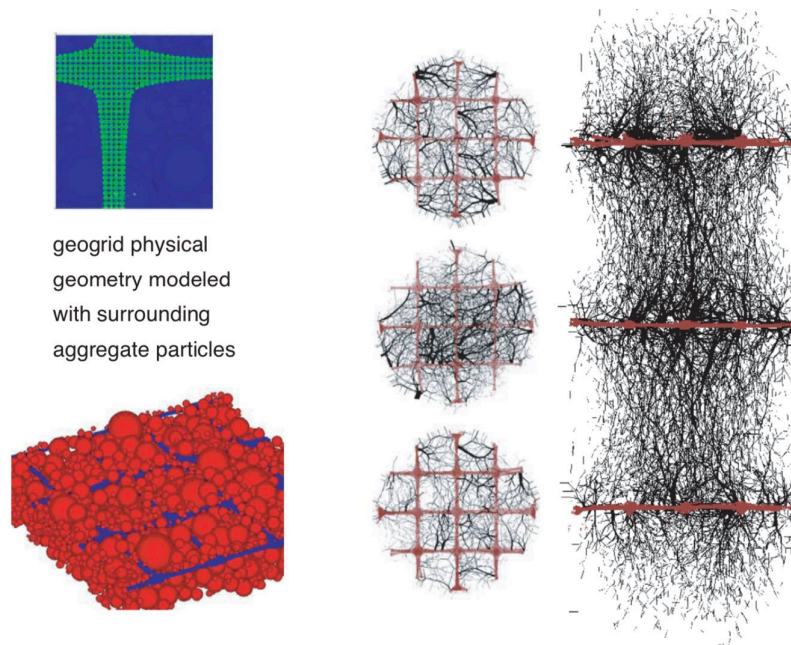 geogrid physical
geometry modeled
with surrounding
aggregate particles